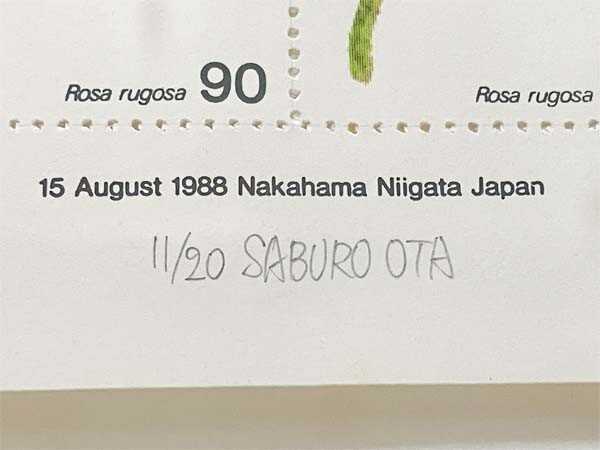 Rosa rugosa 90 Rosa rugosa
15 August 1988 Nakahama Niigata Japan
11/20 SABURO OTA